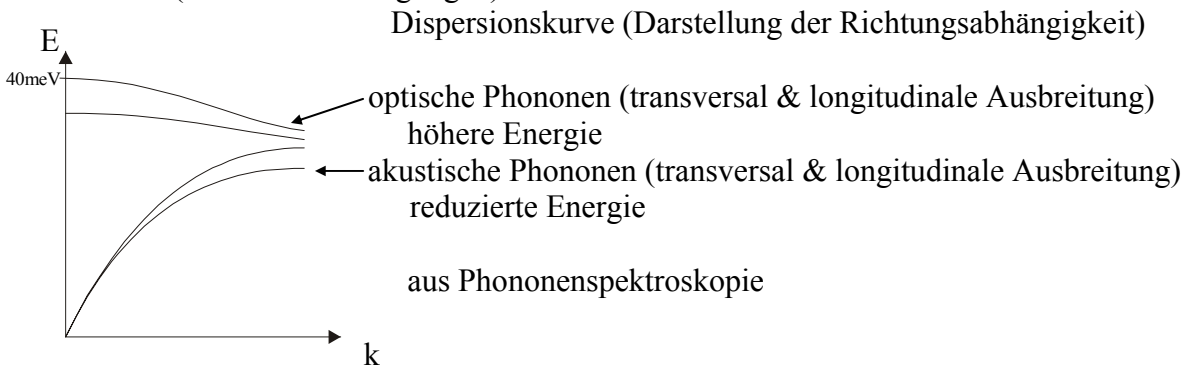 Dispersionskurve (Darstellung der Richtungsabhängigkeit)
E
40meV
optische Phononen (transversal & longitudinale Ausbreitung)
höhere Energie
akustische Phononen (transversal & longitudinale Ausbreitung)
reduzierte Energie
aus Phononenspektroskopie
k